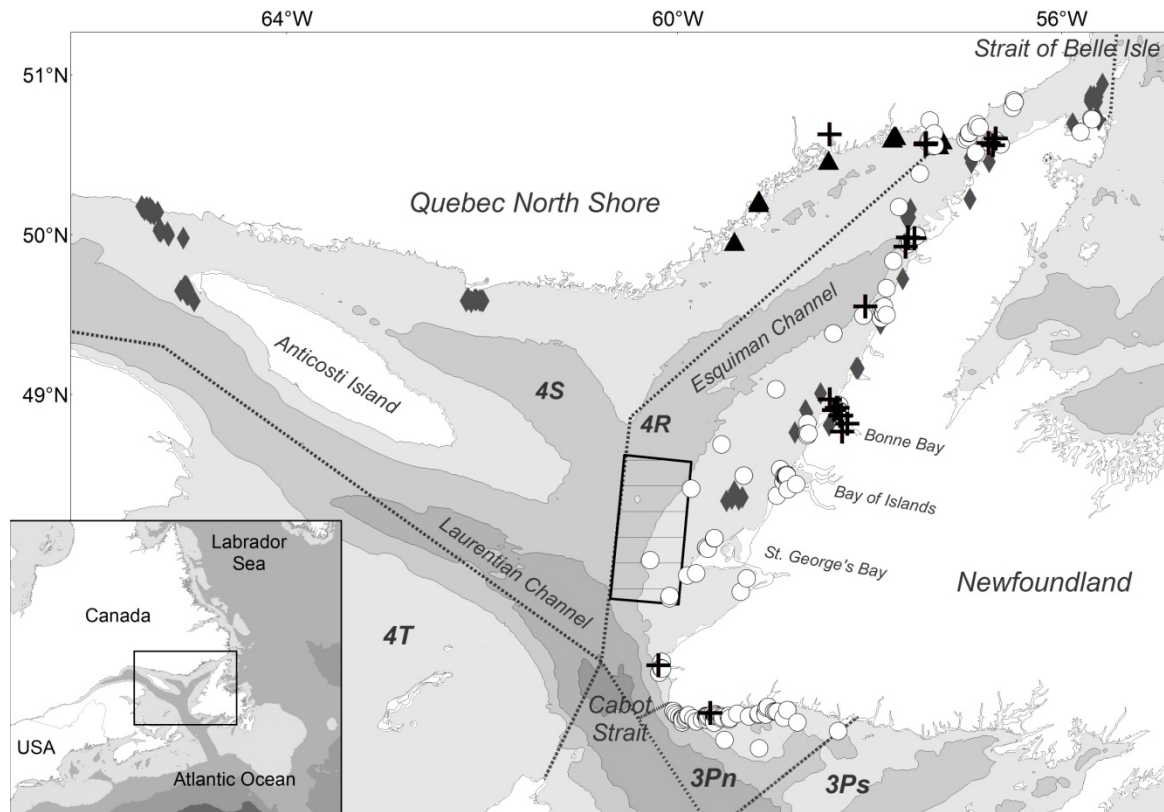 64°W
60°W
56°W
Strait of Belle Isle
51°N
Quebec North Shore
50°N
Esquiman Channel
Anticosti Island
4S
49°N
4R
Bonne Bay
Bay of Islands
Laurentian Channel
St. George's Bay
Newfoundland
Labrador
Sea
Canada
4T
Cabot
Strait
USA
3Pn
3Ps
Atlantic Ocean